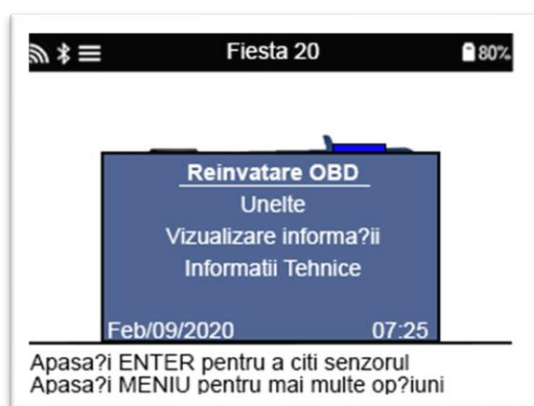 Fiesta 20
80%
Reinvatare OBD
Unelte
Vizualizare informa?ii
Informatii Tehnice
Feb/09/2020 07:25
Apasa?i ENTER pentru a citi senzorul
Apasa?i MENIU pentru mai multe op?iuni